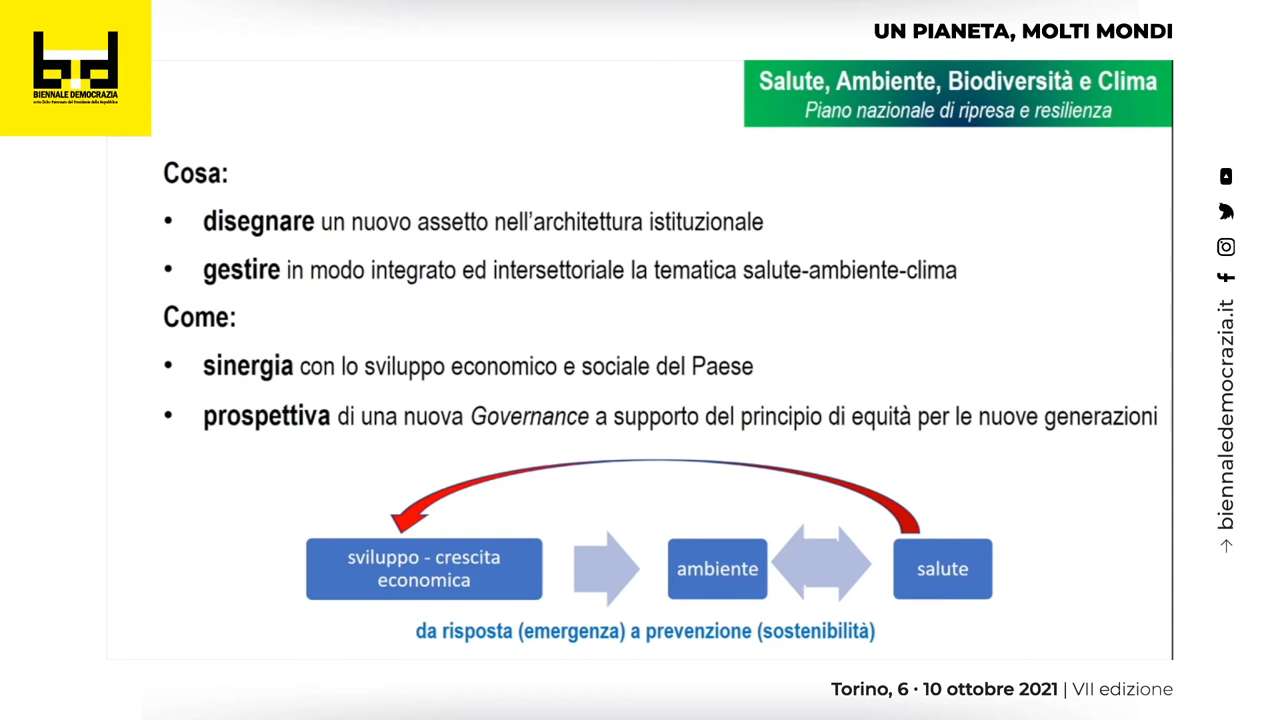 UN PIANETA, MOLTI MONDI
BIENNALE DEMOCRAZIA
Salute, Ambiente, Biodiversità e Clima
Piano nazionale di ripresa e resilienza
Cosa:
• disegnare un nuovo assetto nell'architettura istituzionale
• gestire in modo integrato ed intersettoriale la tematica salute-ambiente-clima
Come:
• sinergia con lo sviluppo economico e sociale del Paese
• prospettiva di una nuova Governance a supporto del principio di equità per le nuove generazioni
sviluppo - crescita
economica
ambiente
salute
da risposta (emergenza) a prevenzione (sostenibilità)
→ biennaledemocrazia.it
Torino, 6 · 10 ottobre 2021 | VII edizione